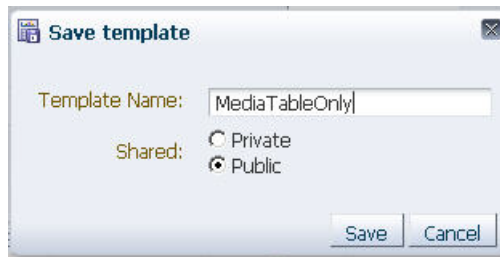 Save template
Template Name: MediaTableOnly
Shared: Private
Public
Save Cancel